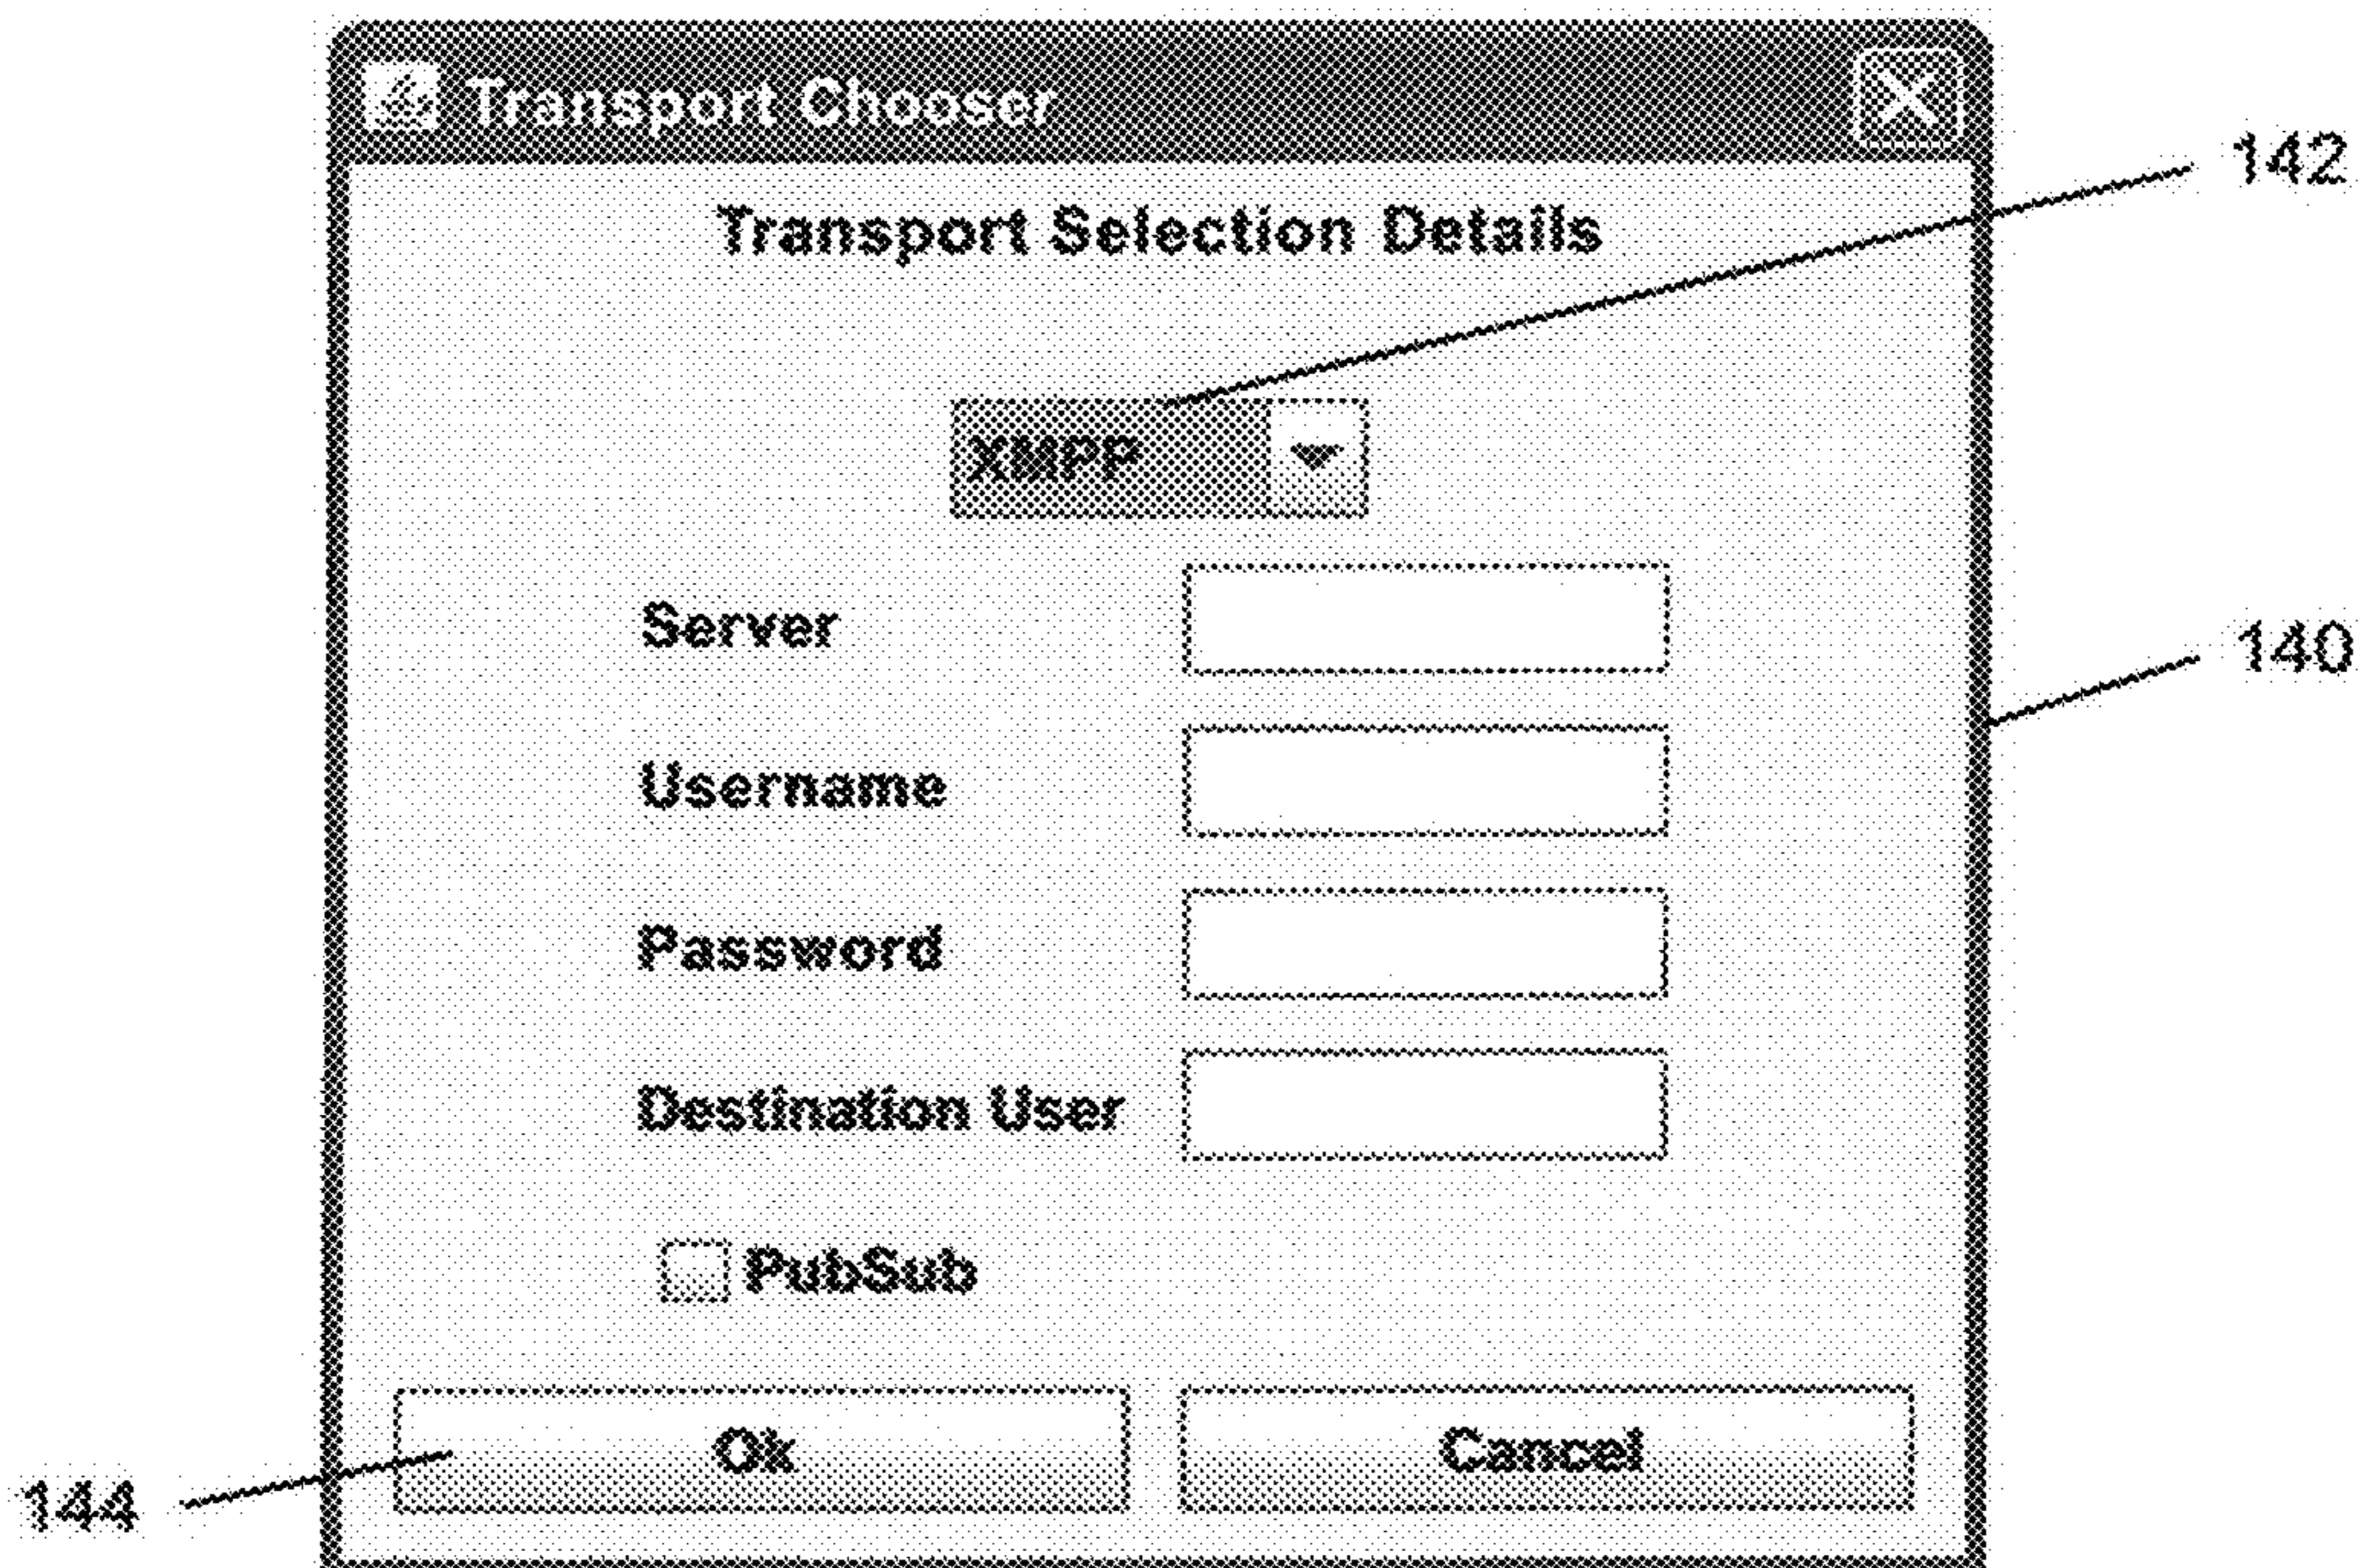 Transport Chooser
142
Transport Selection Details
XMPP
Server
140
Username
Password
Destination User
PubSub
Ok
Cancel
144